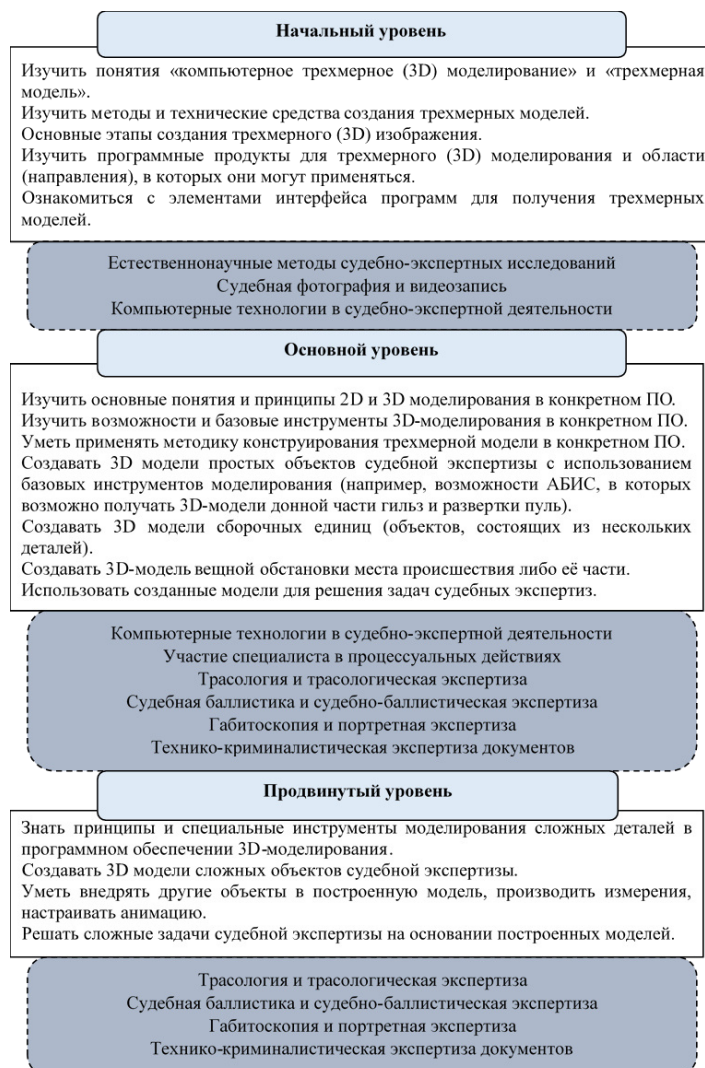 Начальный уровень
Изучить понятия «компьютерное трехмерное (3D) моделирование» и «трехмерная
модель».
Изучить методы и технические средства создания трехмерных моделей.
Основные этапы создания трехмерного (3D) изображения.
Изучить программные продукты для трехмерного (3D) моделирования и области
(направления), в которых они могут применяться.
Ознакомиться с элементами интерфейса программ для получения трехмерных
моделей.
Естественнонаучные методы судебно-экспертных исследований
Судебная фотография и видеозапись
Компьютерные технологии в судебно-экспертной деятельности
Основной уровень
Изучить основные понятия и принципы 2D и 3D моделирования в конкретном ПО.
Изучить возможности и базовые инструменты 3D-моделирования в конкретном ПО.
Уметь применять методику конструирования трехмерной модели в конкретном ПО.
Создавать 3D модели простых объектов судебной экспертизы с использованием
базовых инструментов моделирования (например, возможности АБИС, в которых
возможно получать 3D-модели донной части гильз и развертки пуль).
Создавать 3D модели сборочных единиц (объектов, состоящих из нескольких
деталей).
Создавать 3D-модель вещной обстановки места происшествия либо её части.
Использовать созданные модели для решения задач судебных экспертиз.
Компьютерные технологии в судебно-экспертной деятельности
Участие специалиста в процессуальных действиях
Трасология и трасологическая экспертиза
Судебная баллистика и судебно-баллистическая экспертиза
Габитоскопия и портретная экспертиза
Технико-криминалистическая экспертиза документов
Продвинутый уровень
Знать принципы и специальные инструменты моделирования сложных деталей в
программном обеспечении 3D-моделирования.
Создавать 3D модели сложных объектов судебной экспертизы.
Уметь внедрять другие объекты в построенную модель, производить измерения,
настраивать анимацию.
Решать сложные задачи судебной экспертизы на основании построенных моделей.
Трасология и трасологическая экспертиза
Судебная баллистика и судебно-баллистическая экспертиза
Габитоскопия и портретная экспертиза
Технико-криминалистическая экспертиза документов